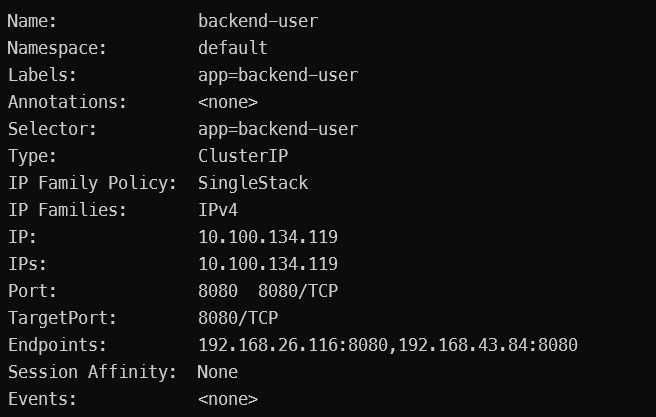 Name: backend-user
Namespace: default
Labels: app=backend-user
Annotations: <none>
Selector: app=backend-user
Type: ClusterIP
IP Family Policy: SingleStack
IP Families: IPv4
IP: 10.100.134.119
IPs: 10.100.134.119
Port: 8080 8080/TCP
TargetPort: 8080/TCP
Endpoints: 192.168.26.116:8080,192.168.43.84:8080
Session Affinity: None
Events: <none>